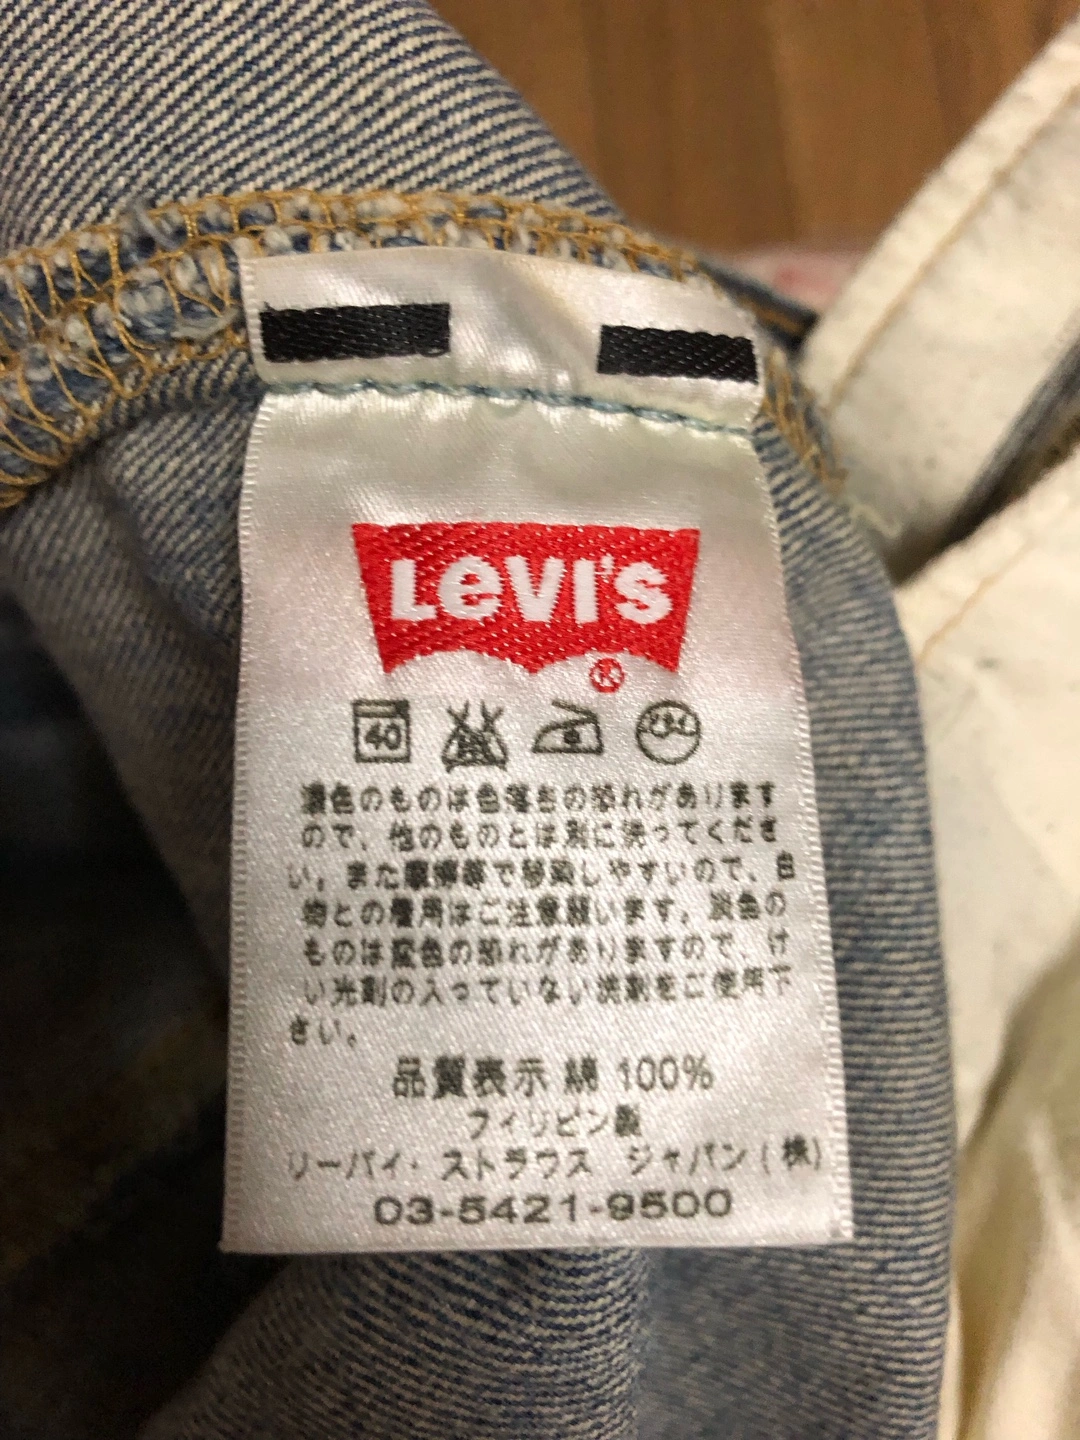 LEVI'S
®
40
濃色のものは色落ちの恐れがあります
ので、他のものとは別に洗ってくださ
い。また摩擦等で移染しやすいので、白
物との着用はご注意願います。淡色の
ものは変色の恐れがありますので、け
い光剤の入っていない洗剤をご使用下
さい。
品質表示 綿 100%
フィリピン製
リーバイ・ストラウス ジャパン(株)
03-5421-9500